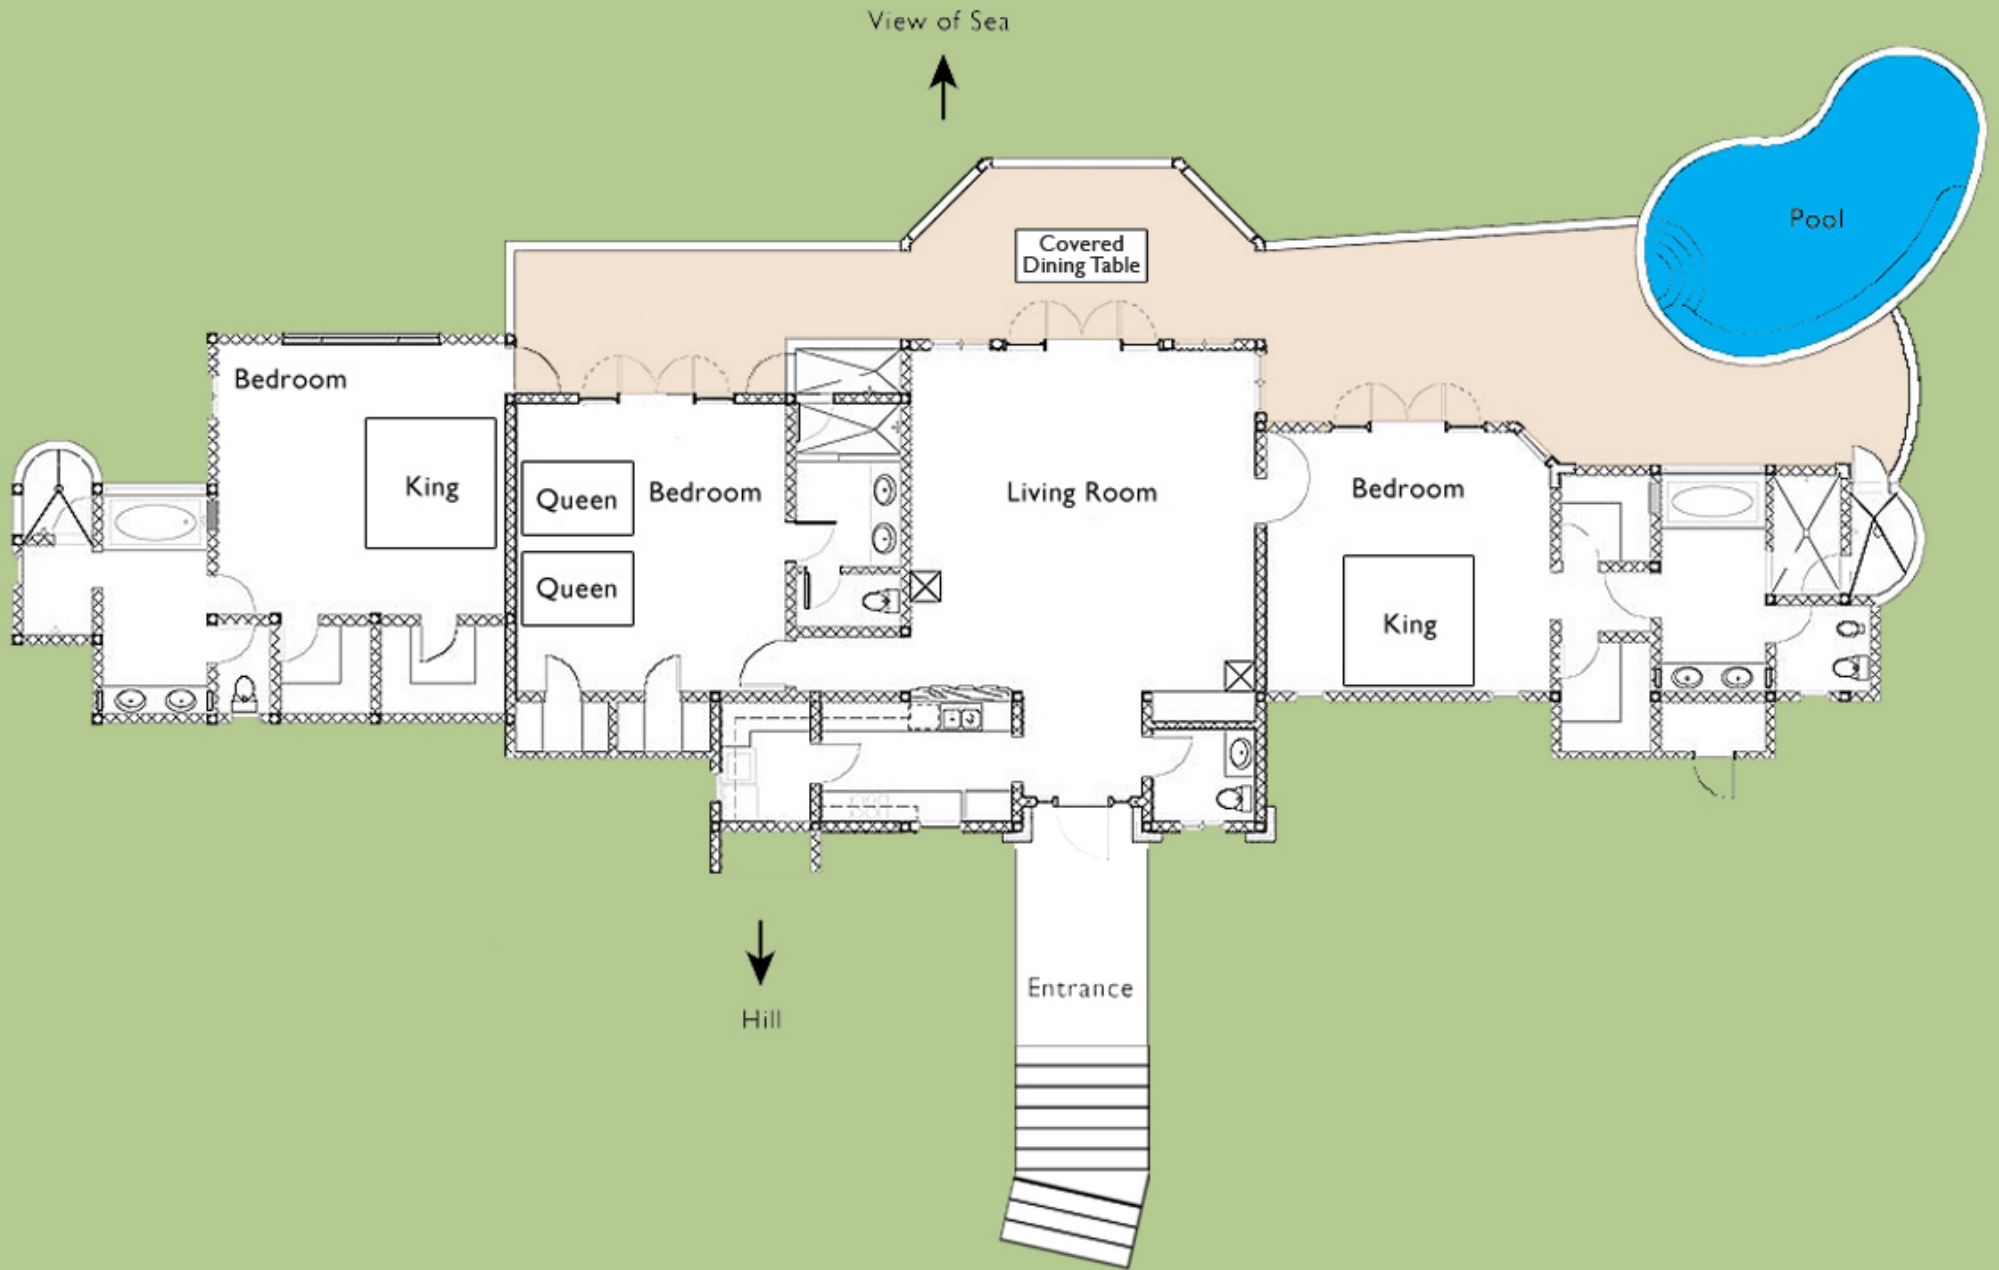 View of Sea
Pool
Covered
Dining Table
Bedroom
King
Queen
Bedroom
Queen
Living Room
Bedroom
King
Entrance
Hill